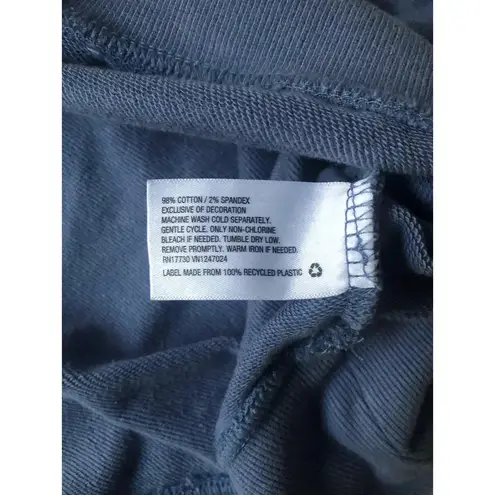 98% COTTON / 2% SPANDEX
EXCLUSIVE OF DECORATION
MACHINE WASH COLD SEPARATELY.
GENTLE CYCLE. ONLY NON-CHLORINE
BLEACH IF NEEDED. TUMBLE DRY LOW.
REMOVE PROMPTLY. WARM IRON IF NEEDED.
RN17730 VN1247024
LABEL MADE FROM 100% RECYCLED PLASTIC